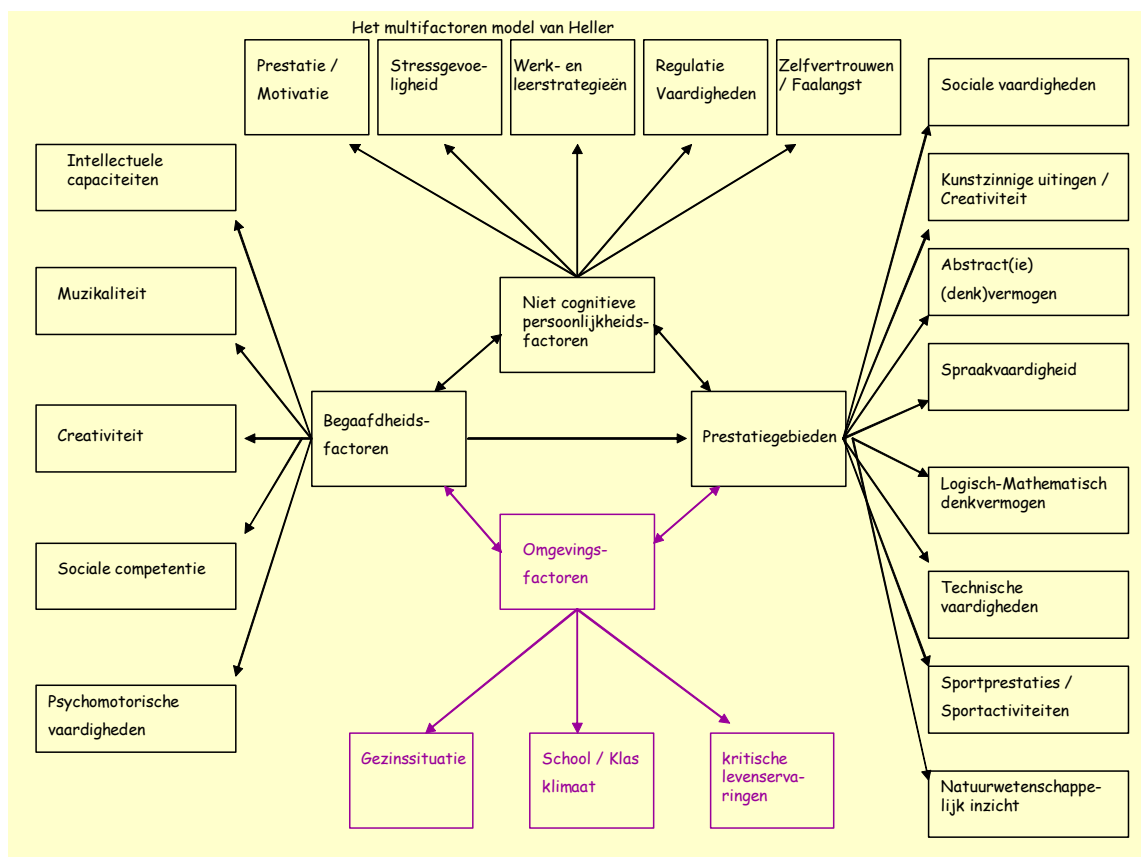 Het multifactoren model van Heller
Prestatie /
Motivatie
Stressgevoe-
ligheid
Werk- en
leerstrategieën
Regulatie
Vaardigheden
Zelfvertrouwen
/ Faalangst
Sociale vaardigheden
Intellectuele
capaciteiten
Kunstzinnige uitingen /
Creativiteit
Muzikaliteit
Abstract(ie)
(denk)vermogen
Niet cognitieve
persoonlijkheids-
factoren
Spraakvaardigheid
Creativiteit
Begaafdheids-
factoren
Prestatiegebieden
Logisch-Mathematisch
denkvermogen
Sociale competentie
Omgevings-
factoren
Technische
vaardigheden
Psychomotorische
vaardigheden
Sportprestaties /
Sportactiviteiten
Gezinssituatie
School / Klas
klimaat
kritische
levenserva-
ringen
Natuurwetenschappe-
lijk inzicht